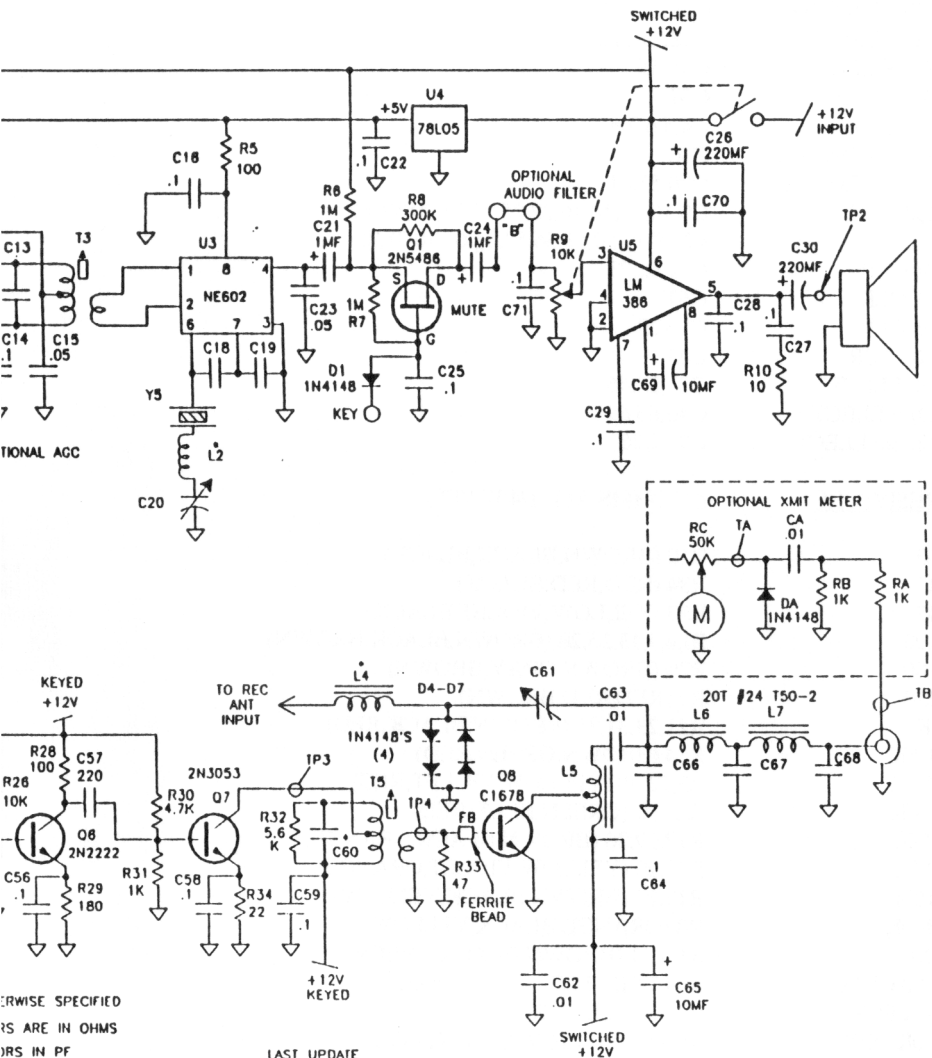 SWITCHED
+12V
+5V
U4
78L05
C22
.1
+12V
INPUT
C26
220MF
+
C16
.1
R5
100
OPTIONAL
AUDIO FILTER
"B"
R6
1M
R8
300K
C21
1MF
+
Q1
2N5486
C24
1MF
+
C70
.1
TP2
C13
T3
U3
R9
10K
U5
C30
220MF
+
1
8
4
S
D
3
6
NE602
LM
386
5
2
C23
.05
1M
R7
MUTE
.1
C71
4
2
C28
.1
.1
C27
6
7
3
G
7
1
8
C14
.1
C15
.05
C18
C19
D1
1N4148
C25
.1
+
C69
10MF
R10
10
Y5
KEY
C29
.1
7
TIONAL AGC
L2
C20
OPTIONAL XMIT METER
RC
50K
TA
CA
.01
RB
1K
RA
1K
M
DA
1N4148
KEYED
+12V
TO REC
ANT
INPUT
L4
D4-D7
C61
C63
.01
20T #24 T50-2
L6
L7
TB
1N4148'S
(4)
R28
100
C57
220
2N3053
TP3
Q8
C1678
L5
C66
C67
C68
R26
10K
R30
4.7K
Q7
T5
TP4
FB
Q6
2N2222
R32
5.6
K
+
C60
R31
1K
R33
47
.1
C64
C56
.1
R29
180
C58
.1
R34
22
C59
.1
FERRITE
BEAD
7
+12V
KEYED
C62
.01
+
C65
10MF
ERWISE SPECIFIED
RS ARE IN OHMS
ORS IN PF
LAST UPDATE
SWITCHED
+12V